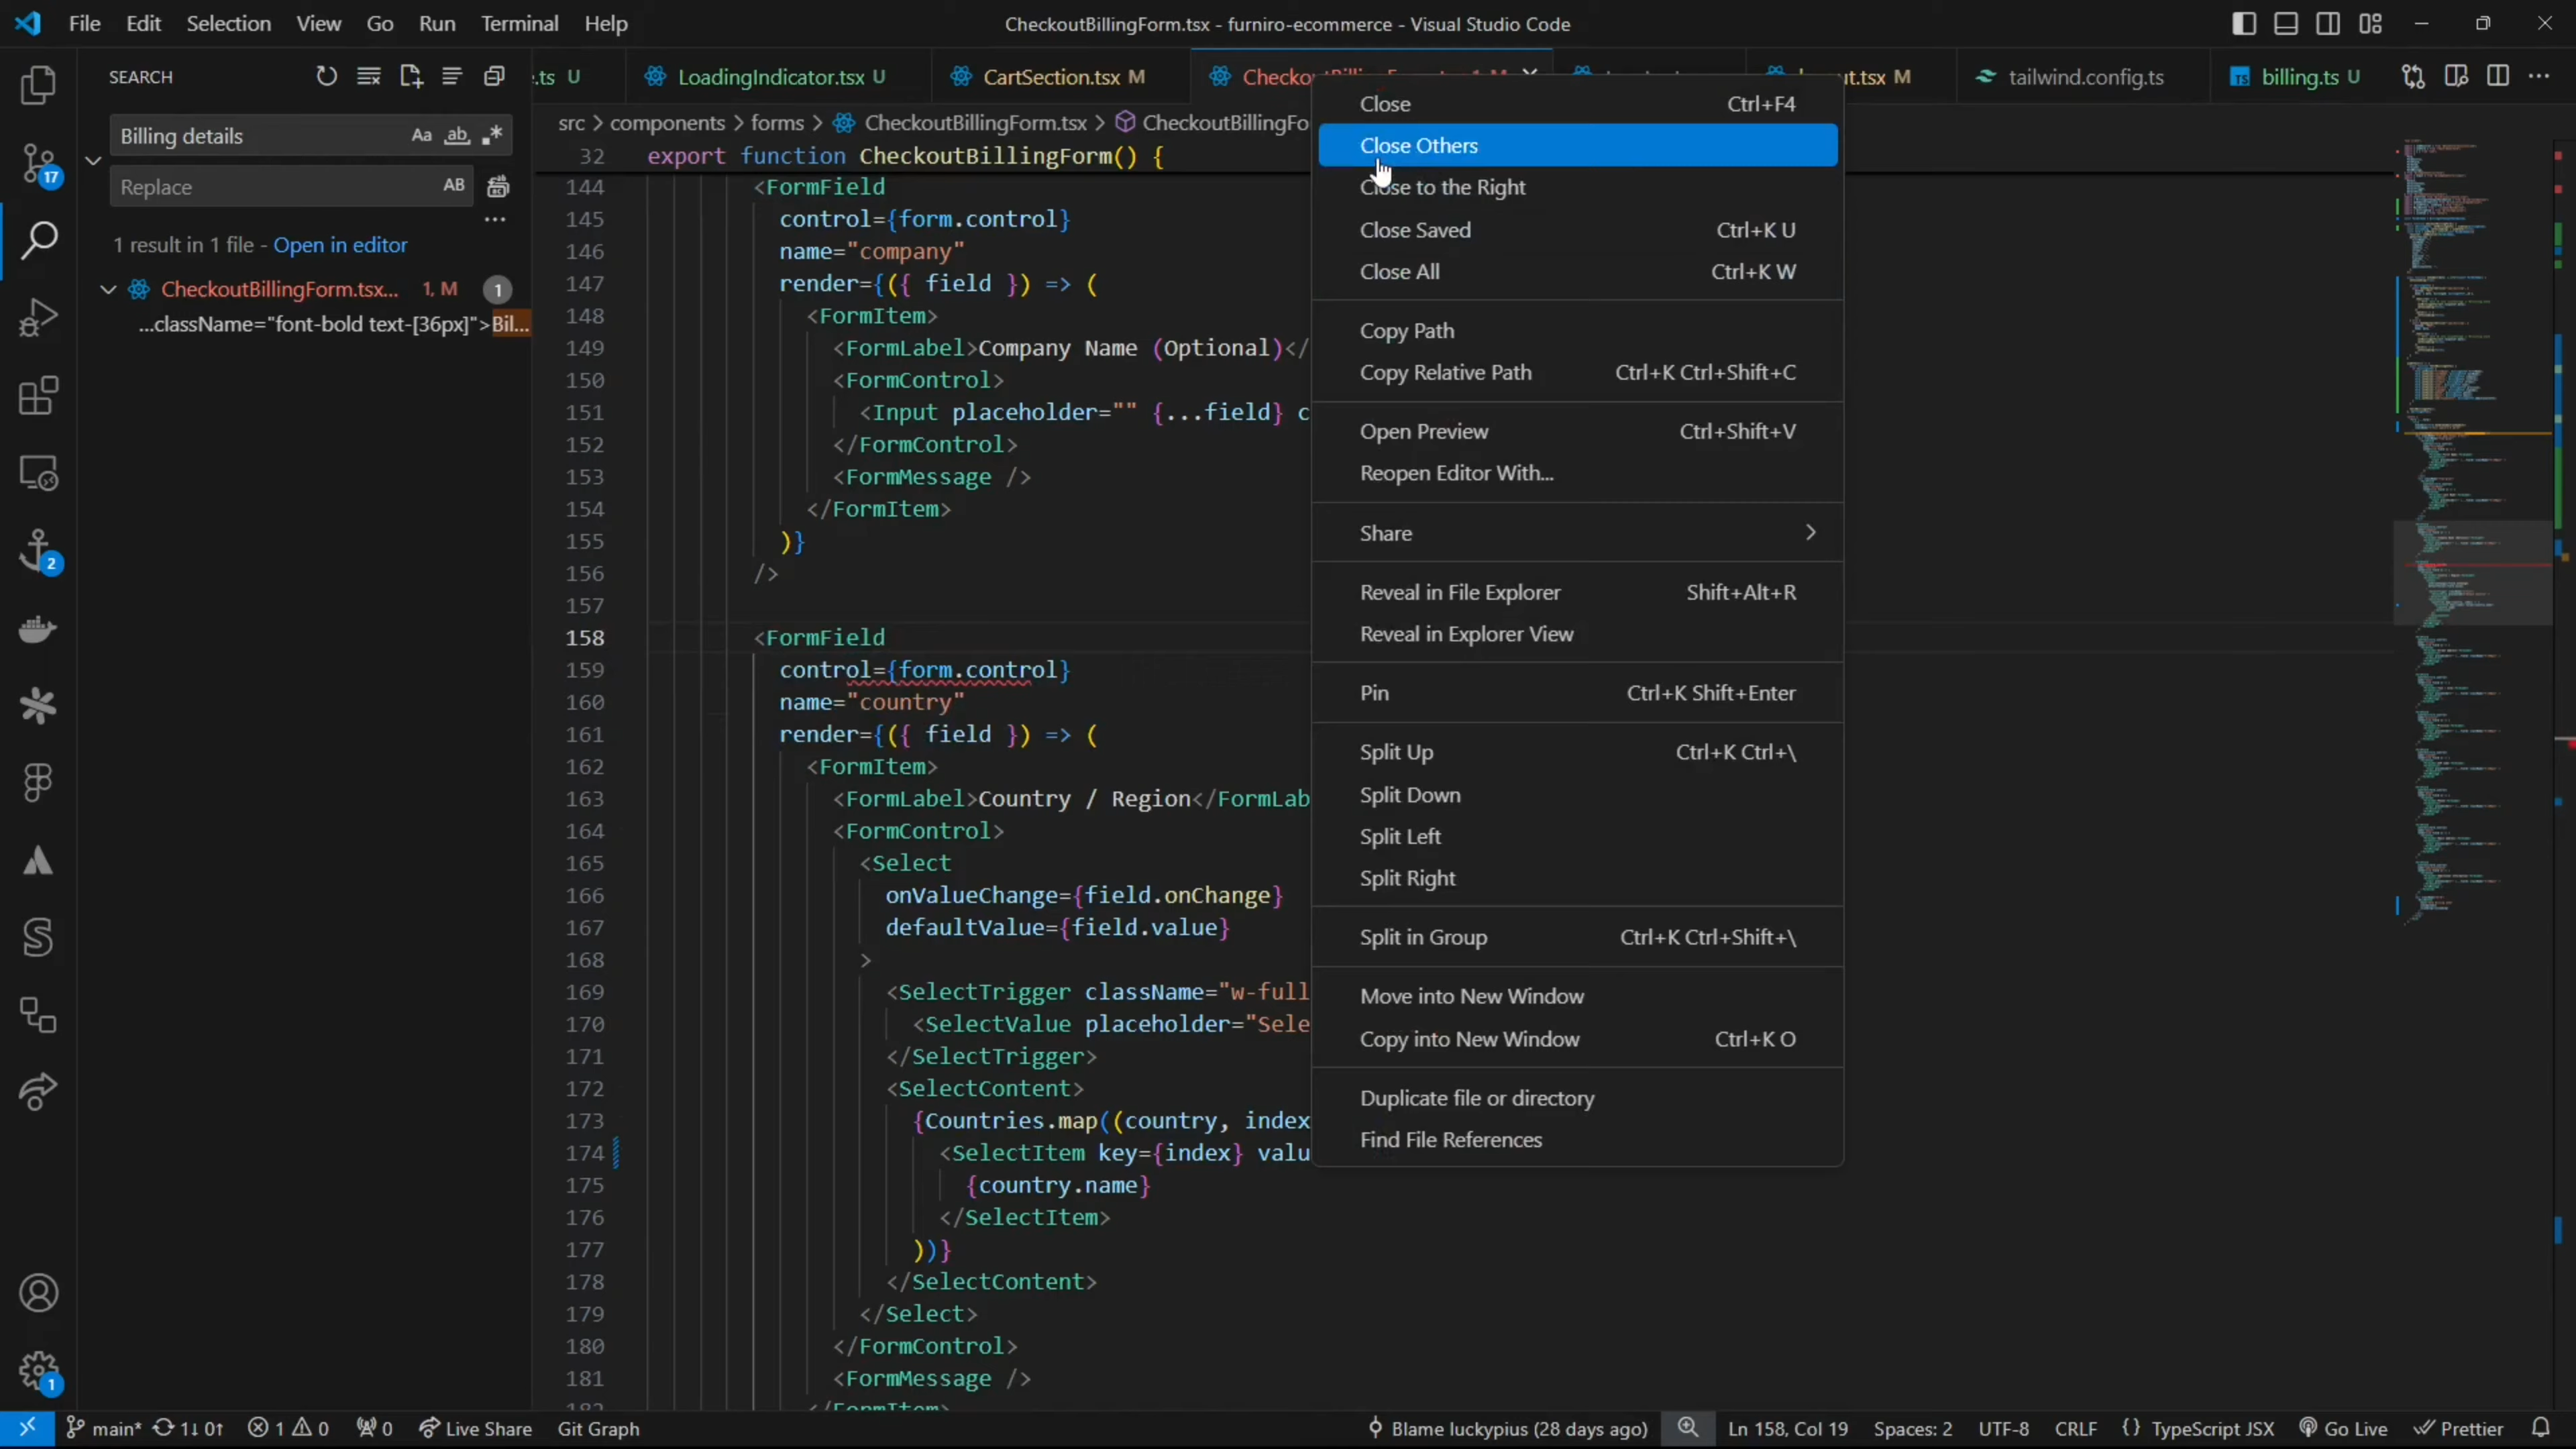 File Edit Selection View Go Run Terminal Help
CheckoutBillingForm.tsx - furniro-ecommerce - Visual Studio Code
SEARCH
Billing details
Aa ab .*
Replace
AB
1 result in 1 file - Open in editor
CheckoutBillingForm.tsx... 1, M 1
...className="font-bold text-[36px]">Bil...
.ts U LoadingIndicator.tsx U CartSection.tsx M tailwind.config.ts billing.ts U
src > components > forms > CheckoutBillingForm.tsx > CheckoutBillingFo
32 export function CheckoutBillingForm() {
144 <FormField
145 control={form.control}
146 name="company"
147 render={({ field }) => (
148 <FormItem>
149 <FormLabel>Company Name (Optional)</
150 <FormControl>
151 <Input placeholder="" {...field} c
152 </FormControl>
153 <FormMessage />
154 </FormItem>
155 )}
156 />
157
158 <FormField
159 control={form.control}
160 name="country"
161 render={({ field }) => (
162 <FormItem>
163 <FormLabel>Country / Region</FormLab
164 <FormControl>
165 <Select
166 onValueChange={field.onChange}
167 defaultValue={field.value}
168 >
169 <SelectTrigger className="w-full
170 <SelectValue placeholder="Sele
171 </SelectTrigger>
172 <SelectContent>
173 {Countries.map((country, index
174 <SelectItem key={index} valu
175 {country.name}
176 </SelectItem>
177 ))}
178 </SelectContent>
179 </Select>
180 </FormControl>
181 <FormMessage />
Close Ctrl+F4
Close Others
Close to the Right
Close Saved Ctrl+K U
Close All Ctrl+K W
Copy Path
Copy Relative Path Ctrl+K Ctrl+Shift+C
Open Preview Ctrl+Shift+V
Reopen Editor With...
Share
Reveal in File Explorer Shift+Alt+R
Reveal in Explorer View
Pin Ctrl+K Shift+Enter
Split Up Ctrl+K Ctrl+\
Split Down
Split Left
Split Right
Split in Group Ctrl+K Ctrl+Shift+\
Move into New Window
Copy into New Window Ctrl+K O
Duplicate file or directory
Find File References
17
2
1
main* 1↓ 0↑ 1 0 0 Live Share Git Graph
Blame luckypius (28 days ago) Ln 158, Col 19 Spaces: 2 UTF-8 CRLF {} TypeScript JSX Go Live Prettier